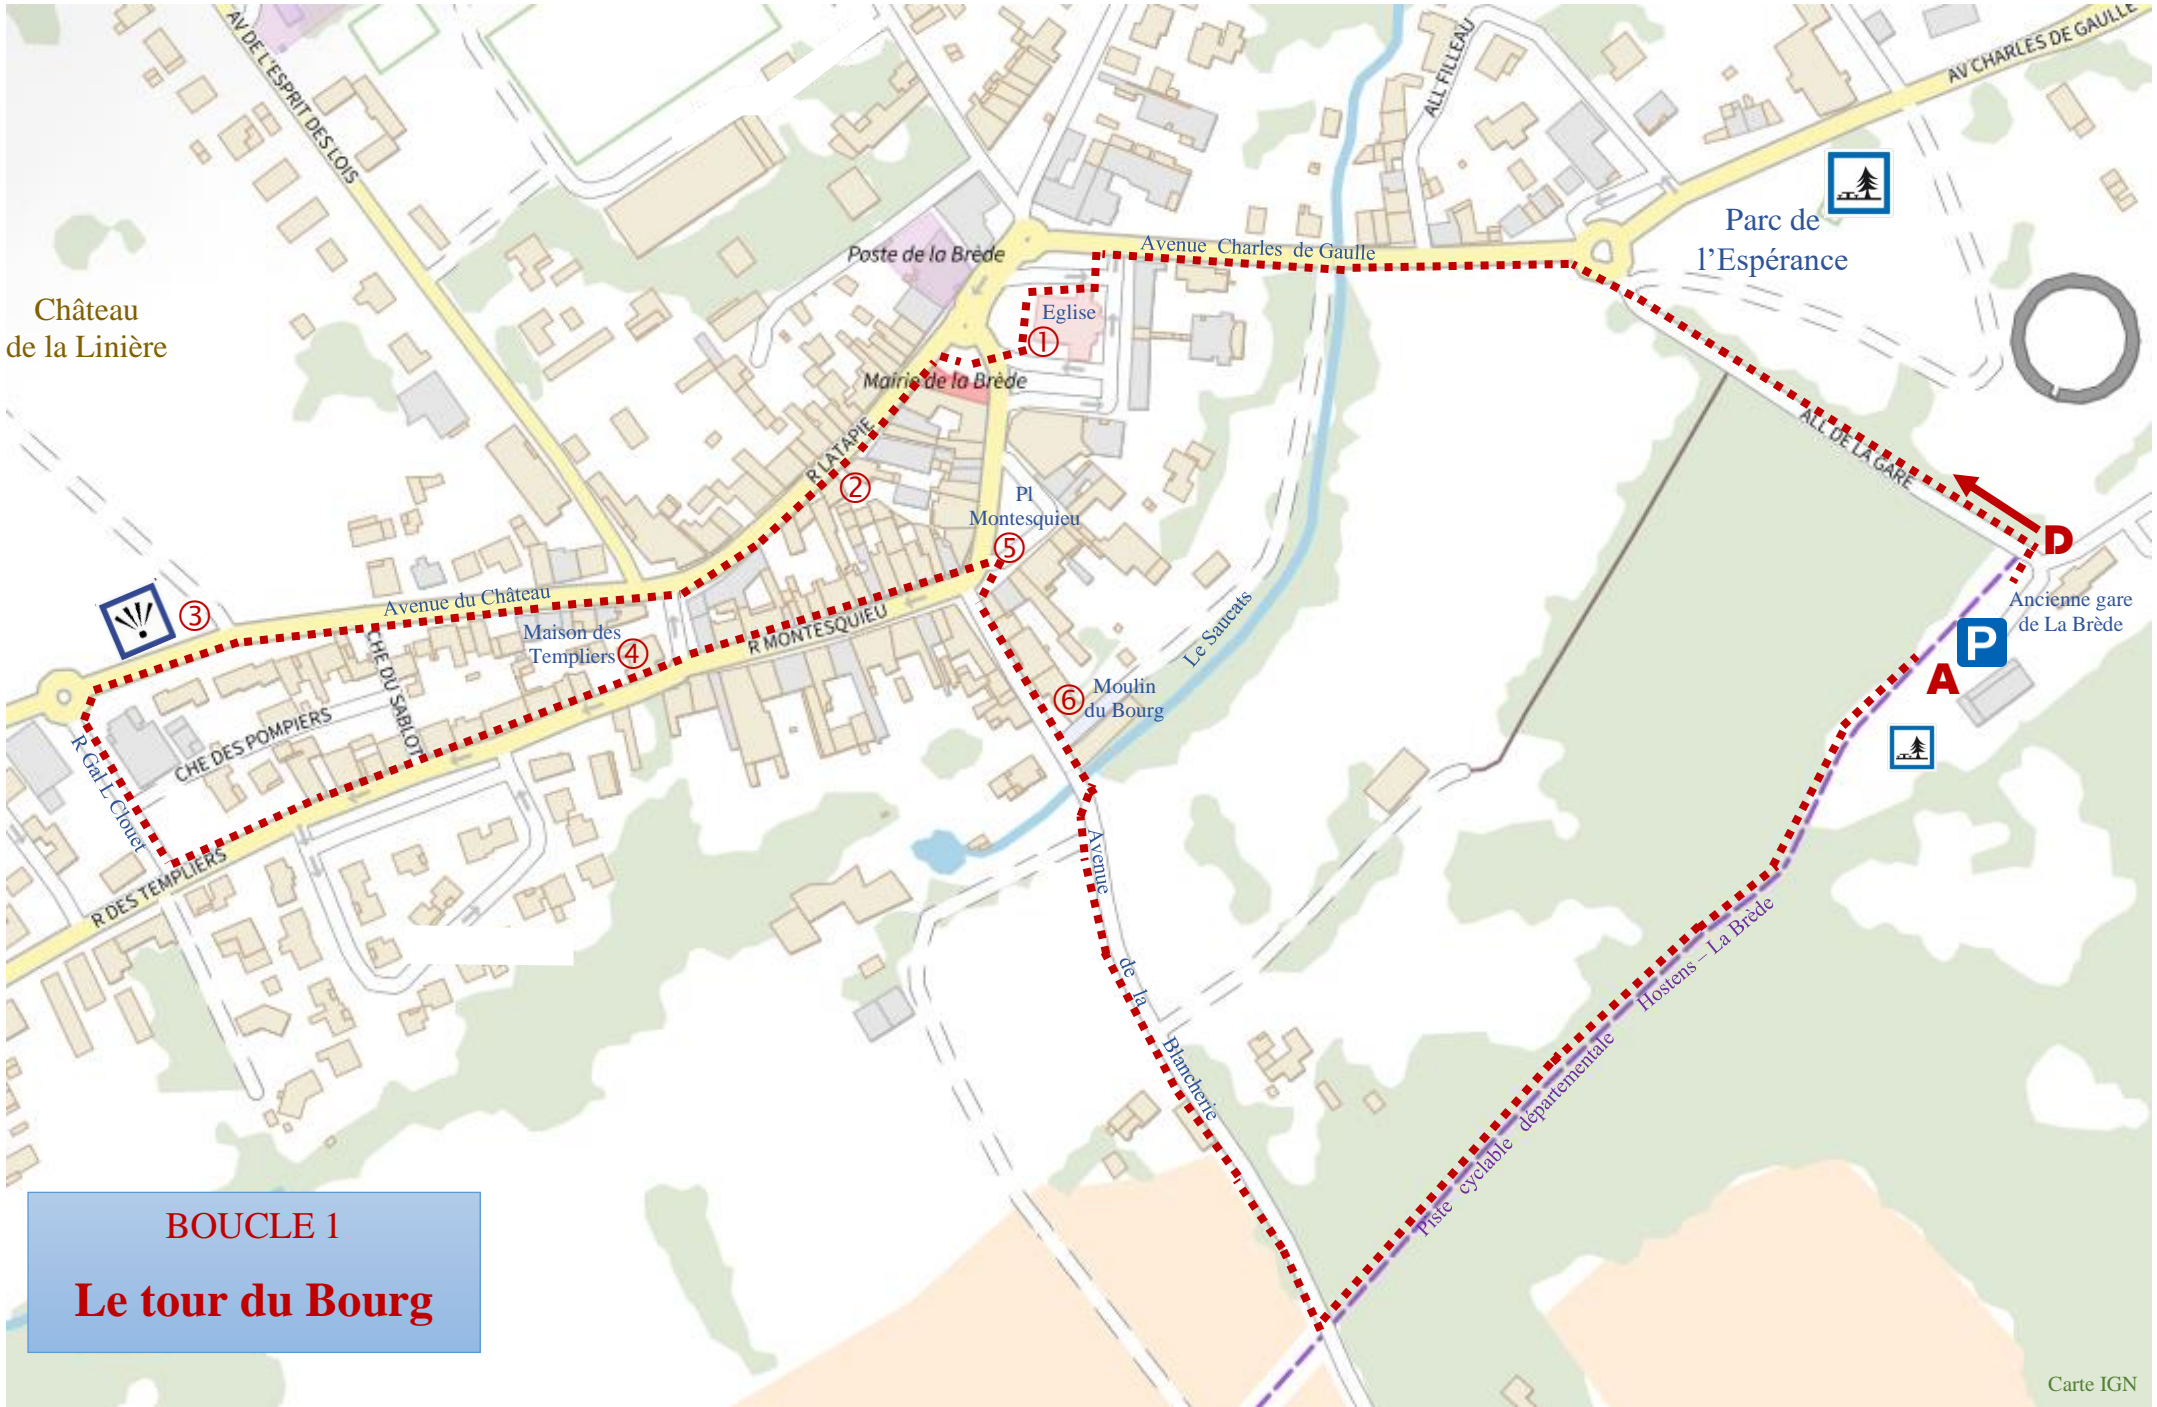 AV DE L'ESPRIT DES LOIS
ALL FILLEAU
AV CHARLES DE GAULLE
Parc de
l'Espérance
Poste de la Brède
Avenue Charles de Gaulle
Château
de la Linière
Eglise
①
Mairie de la Brède
R LATAPIE
②
ALL DE LA GARE
D
Pl
Montesquieu
⑤
③
Avenue du Château
Maison des
Templiers ④
CHE DU SABLOT
R MONTESQUIEU
Le Saucats
Ancienne gare
de La Brède
P
A
⑥ Moulin
du Bourg
CHE DES POMPIERS
R Gal L Clouet
R DES TEMPLIERS
Avenue de la Blancherie
Piste cyclable départementale Hostens – La Brède
BOUCLE 1
Le tour du Bourg
Carte IGN